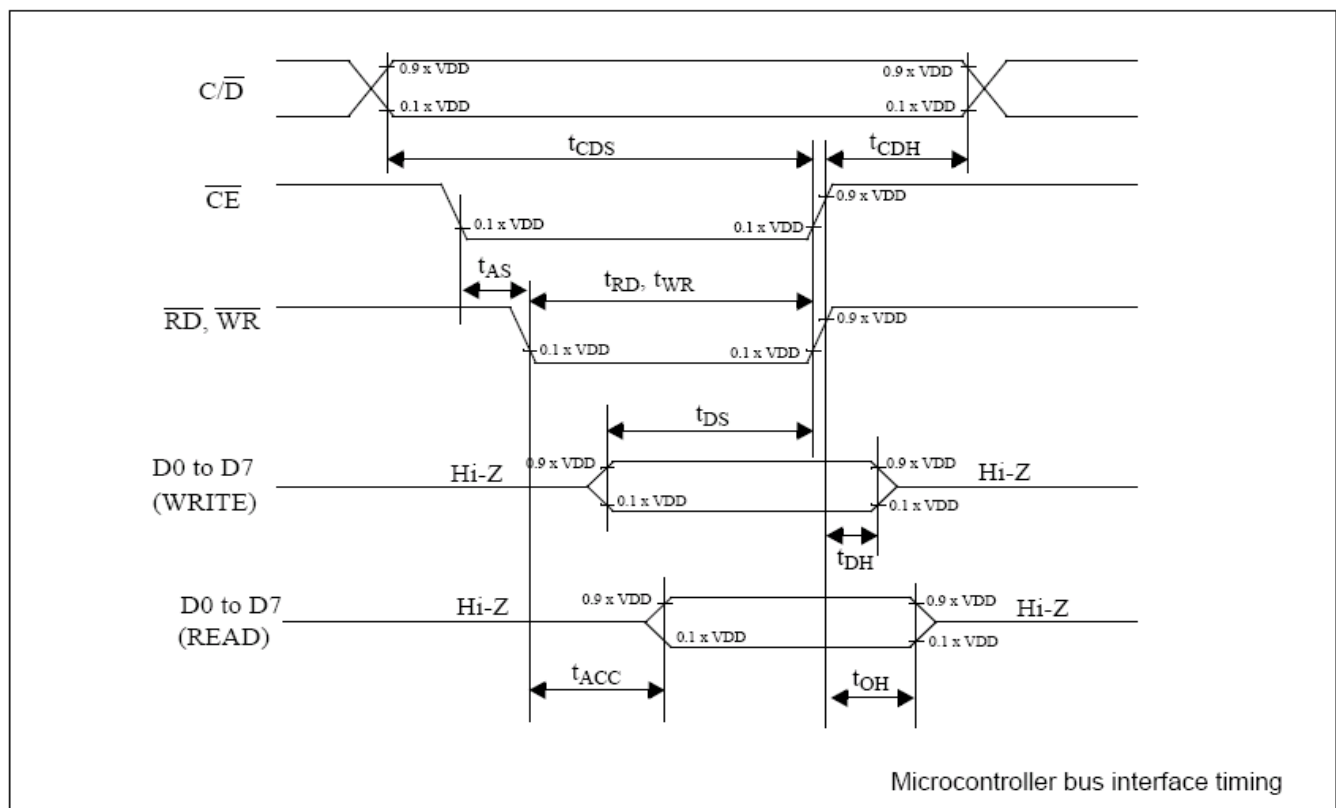 C/D̅
0.9 x VDD 0.9 x VDD
0.1 x VDD 0.1 x VDD
tCDS tCDH
C̅E̅
0.9 x VDD
0.1 x VDD 0.1 x VDD
tAS tRD, tWR
R̅D̅, W̅R̅
0.9 x VDD
0.1 x VDD 0.1 x VDD
tDS
D0 to D7 Hi-Z 0.9 x VDD 0.9 x VDD Hi-Z
(WRITE) 0.1 x VDD 0.1 x VDD
tDH
D0 to D7 Hi-Z 0.9 x VDD 0.9 x VDD Hi-Z
(READ) 0.1 x VDD 0.1 x VDD
tACC tOH
Microcontroller bus interface timing